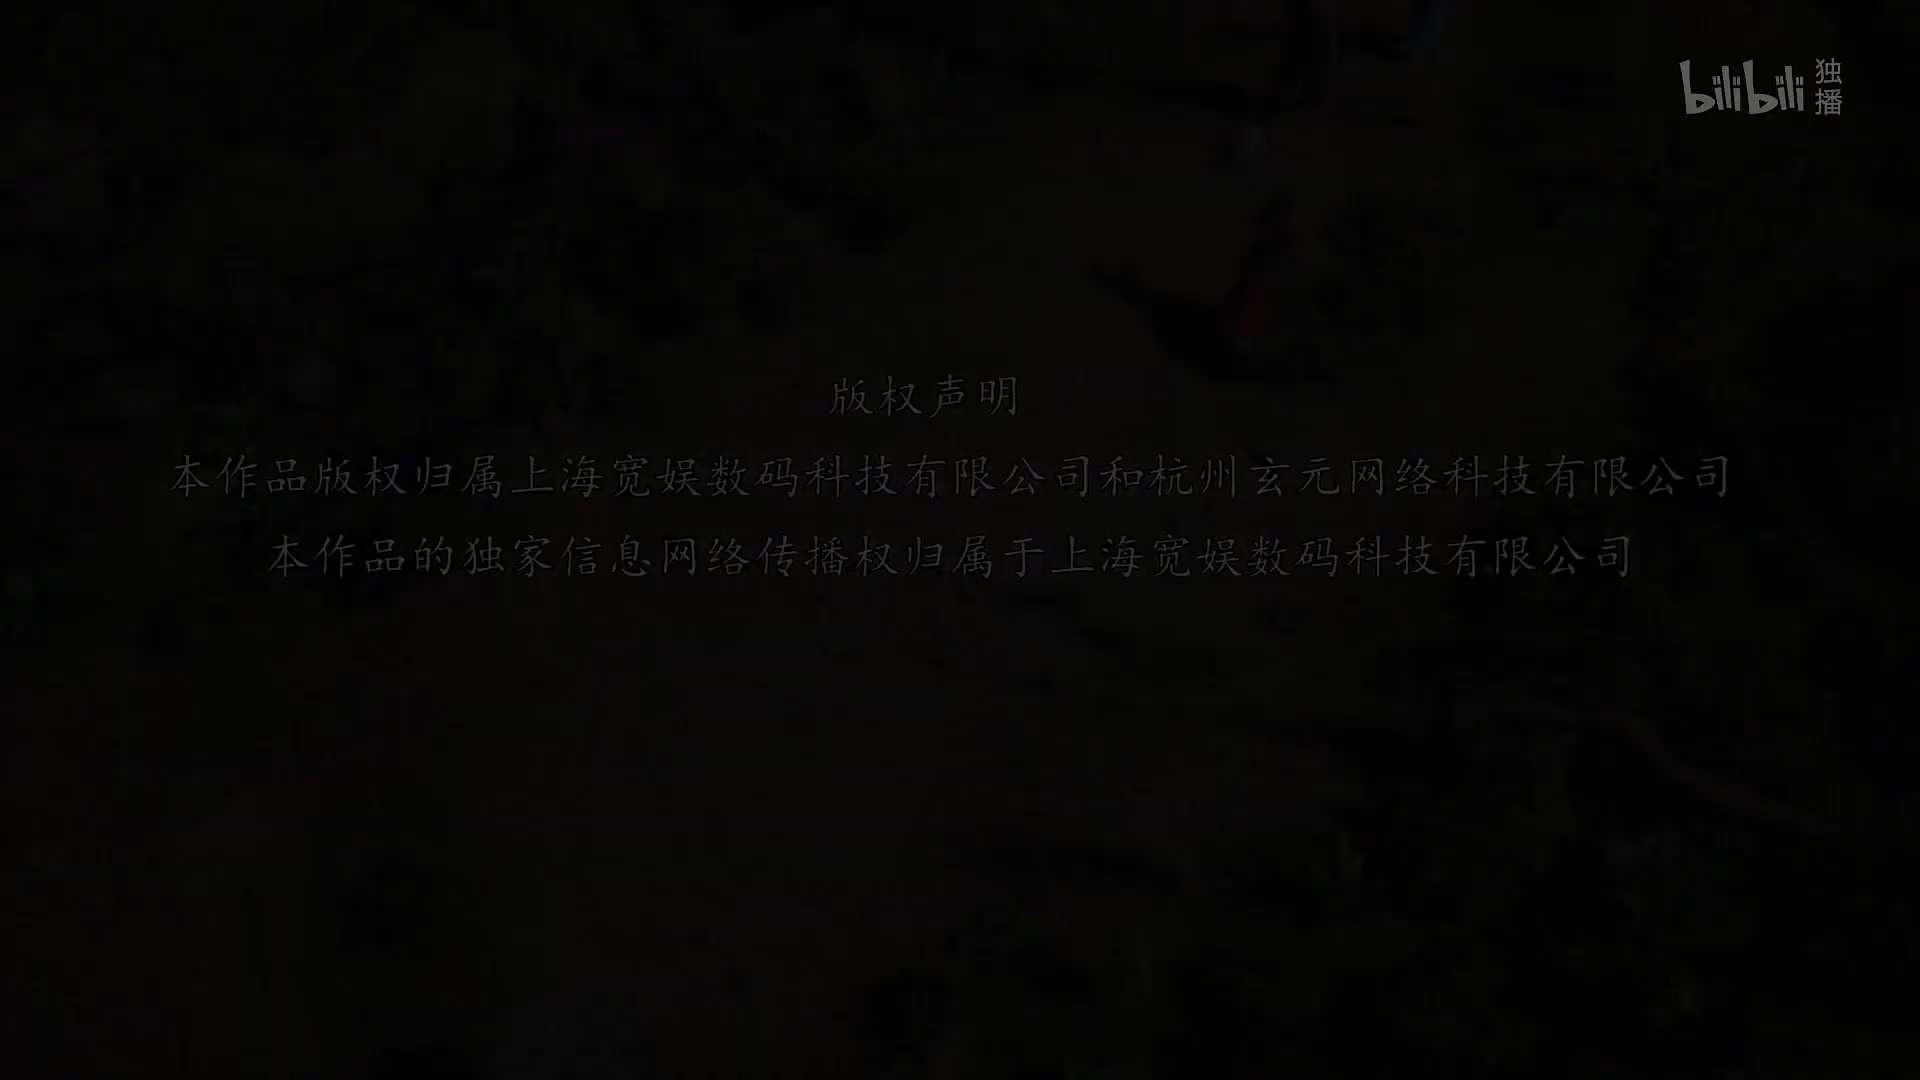 bilibili 独播
版权声明
本作品版权归属上海宽娱数码科技有限公司和杭州玄元网络科技有限公司
本作品的独家信息网络传播权归属于上海宽娱数码科技有限公司